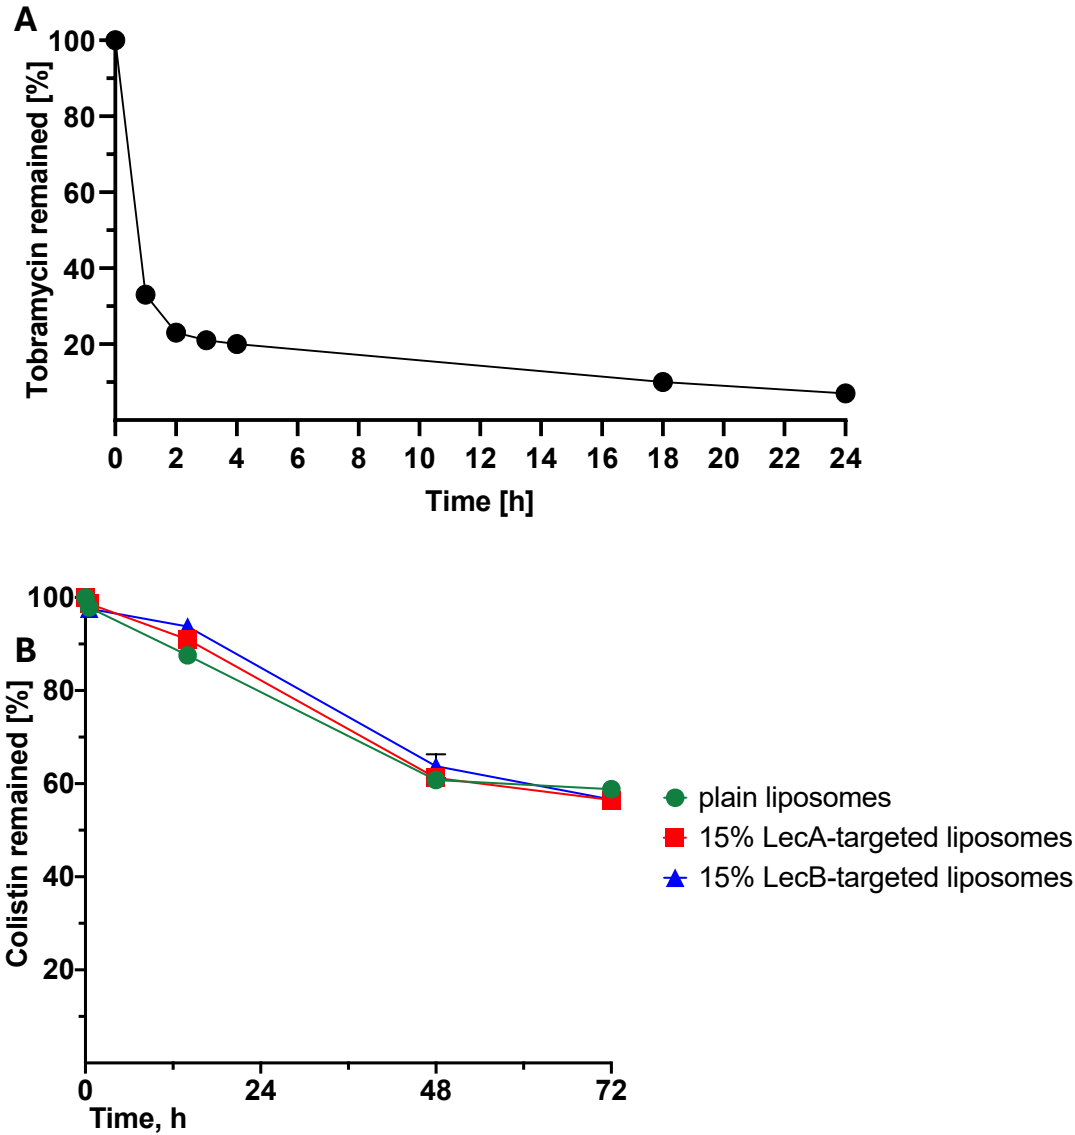 A
Tobramycin remained [%]
100
80
60
40
20
0 2 4 6 8 10 12 14 16 18 20 22 24
Time [h]
B
Colistin remained [%]
100
80
60
40
20
0 24 48 72
Time, h
plain liposomes
15% LecA-targeted liposomes
15% LecB-targeted liposomes